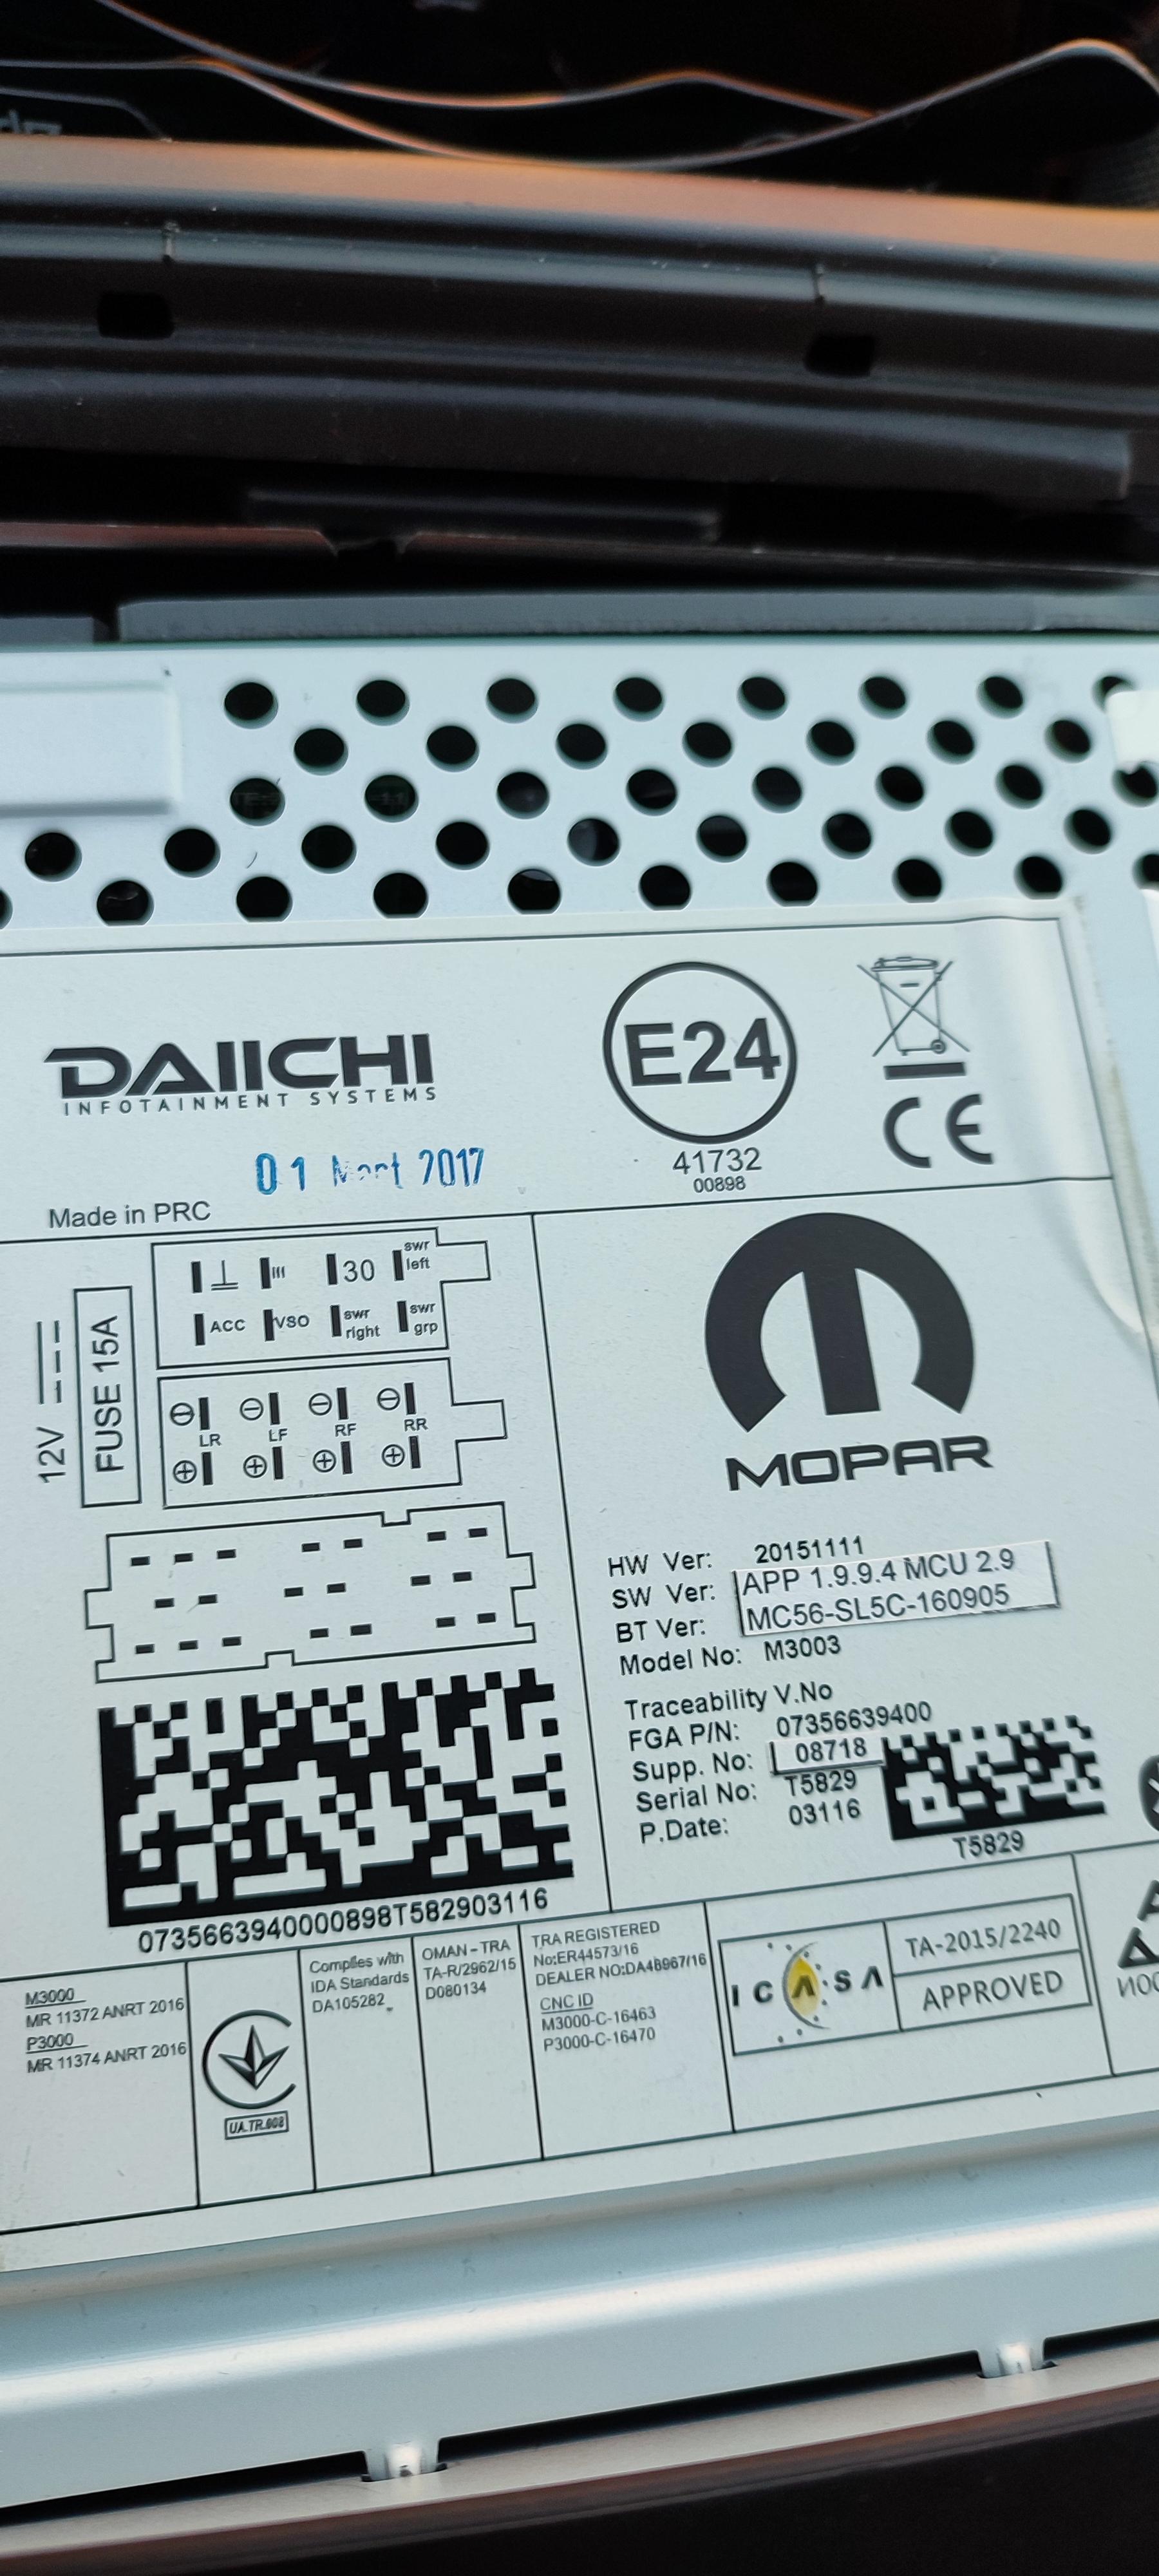 DAIICHI
INFOTAINMENT SYSTEMS
01 Mart 2017
Made in PRC
E24
41732
00898
CE
12V
FUSE 15A
30
swr left
ACC
VSO
swr right
swr grp
LR
LF
RF
RR
MOPAR
HW Ver: 20151111
SW Ver: APP 1.9.9.4 MCU 2.9
BT Ver: MC56-SL5C-160905
Model No: M3003
Traceability V.No
FGA P/N: 07356639400
Supp. No: 08718
Serial No: T5829
P.Date: 03116
T5829
0735663940000898T582903116
M3000
MR 11372 ANRT 2016
P3000
MR 11374 ANRT 2016
UA.TR.008
Complies with
IDA Standards
DA105282
OMAN - TRA
TA-R/2962/15
D080134
TRA REGISTERED
No:ER44573/16
DEALER NO:DA48967/16
CNC ID
M3000-C-16463
P3000-C-16470
ICASA
TA-2015/2240
APPROVED